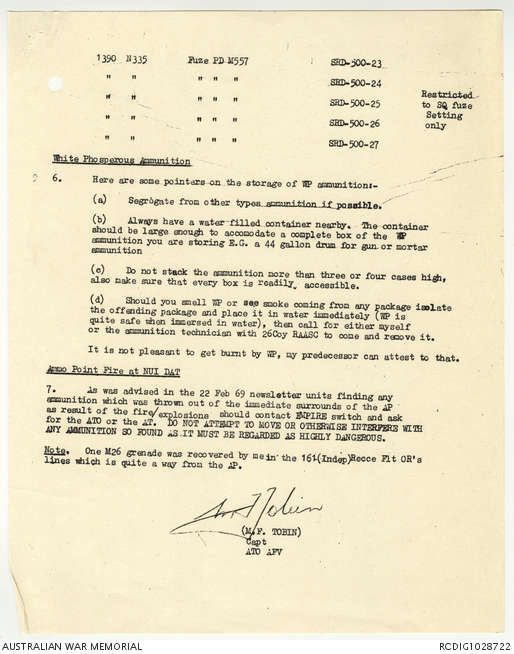 1390 N335 Fuze PD M557 SRD-500-23
" " " " " SRD-500-24
" " " " " SRD-500-25
" " " " " SRD-500-26
" " " " " SRD-500-27
Restricted
to SQ fuze
Setting
only
White Phosperous Ammunition
6. Here are some pointers on the storage of WP ammunition:-
(a) Segrógate from other types ammunition if possible.
(b) Always have a water filled container nearby. The container
should be large enough to accomodate a complete box of the WP
ammunition you are storing E.G. a 44 gallon drum for gun or mortar
ammunition
(c) Do not stack the ammunition more than three or four cases high,
also make sure that every box is readily accessible.
(d) Should you smell WP or see smoke coming from any package isolate
the offending package and place it in water immediately (WP is
quite safe when immersed in water), then call for either myself
or the ammunition technician with 26Coy RAASC to come and remove it.
It is not pleasant to get burnt by WP, my predecessor can attest to that.
Ammo Point Fire at NUI DAT
7. As was advised in the 22 Feb 69 newsletter units finding any
ammunition which was thrown out of the immediate surrounds of the AP
as result of the fire/explosions should contact EMPIRE switch and ask
for the ATO or the AT. DO NOT ATTEMPT TO MOVE OR OTHERWISE INTERFERE WITH
ANY AMMUNITION SO FOUND AS IT MUST BE REGARDED AS HIGHLY DANGEROUS.
Note. One M26 grenade was recovered by me in the 161(Indep)Recce Flt OR's
lines which is quite a way from the AP.
(M.F. TOBIN)
Capt
ATO AFV
AUSTRALIAN WAR MEMORIAL RCDIG1028722